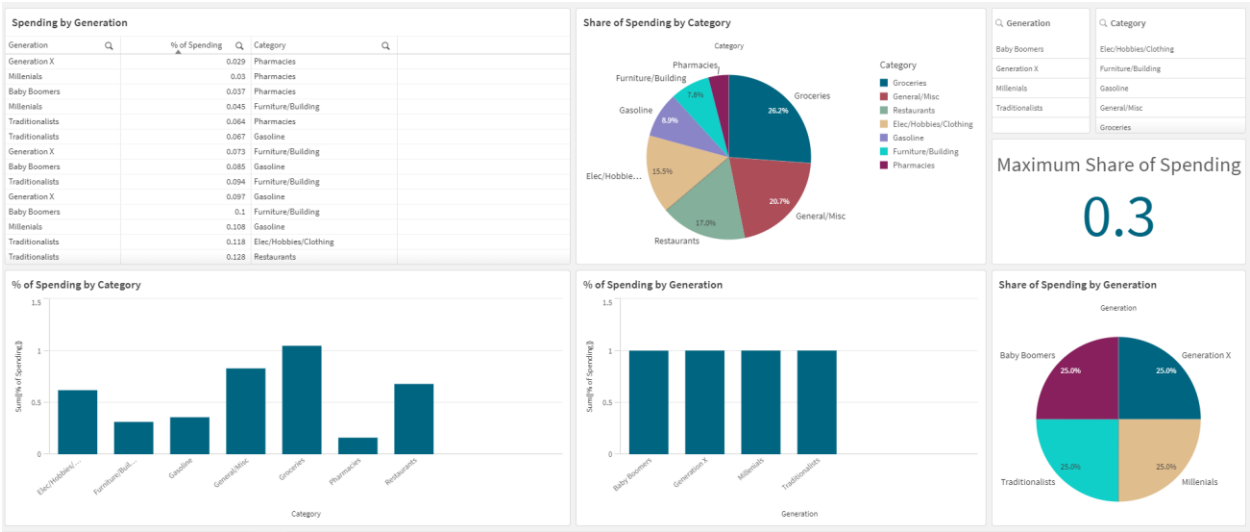 Spending by Generation
Generation % of Spending Category
Generation X 0.029 Pharmacies
Millenials 0.03 Pharmacies
Baby Boomers 0.037 Pharmacies
Millenials 0.045 Furniture/Building
Traditionalists 0.064 Pharmacies
Traditionalists 0.067 Gasoline
Generation X 0.073 Furniture/Building
Baby Boomers 0.085 Gasoline
Traditionalists 0.094 Furniture/Building
Generation X 0.097 Gasoline
Baby Boomers 0.1 Furniture/Building
Millenials 0.108 Gasoline
Traditionalists 0.118 Elec/Hobbies/Clothing
Traditionalists 0.128 Restaurants
Share of Spending by Category
Category
Pharmacies
Furniture/Building
Gasoline
Elec/Hobbie...
Restaurants
General/Misc
Groceries
7.8%
8.9%
15.5%
17.0%
20.7%
26.2%
Category
Groceries
General/Misc
Restaurants
Elec/Hobbies/Clothing
Gasoline
Furniture/Building
Pharmacies
Generation
Baby Boomers
Generation X
Millenials
Traditionalists
Category
Elec/Hobbies/Clothing
Furniture/Building
Gasoline
General/Misc
Groceries
Maximum Share of Spending
0.3
% of Spending by Category
Sum([% of Spending])
1.5
1
0.5
0
Elec/Hobbies/...
Furniture/Buil...
Gasoline
General/Misc
Groceries
Pharmacies
Restaurants
Category
% of Spending by Generation
Sum([% of Spending])
1.5
1
0.5
0
Baby Boomers
Generation X
Millenials
Traditionalists
Generation
Share of Spending by Generation
Generation
Baby Boomers
25.0%
25.0%
Generation X
Traditionalists
25.0%
25.0%
Millenials